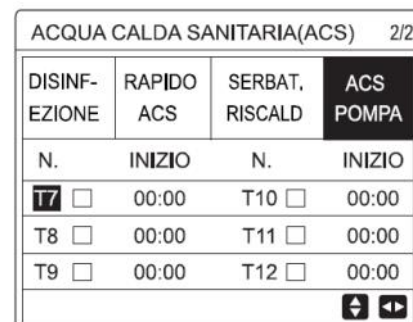 ACQUA CALDA SANITARIA(ACS) 2/2
DISINF-
EZIONE
RAPIDO
ACS
SERBAT,
RISCALD
ACS
POMPA
N. INIZIO N. INIZIO
T7 00:00 T10 00:00
T8 00:00 T11 00:00
T9 00:00 T12 00:00